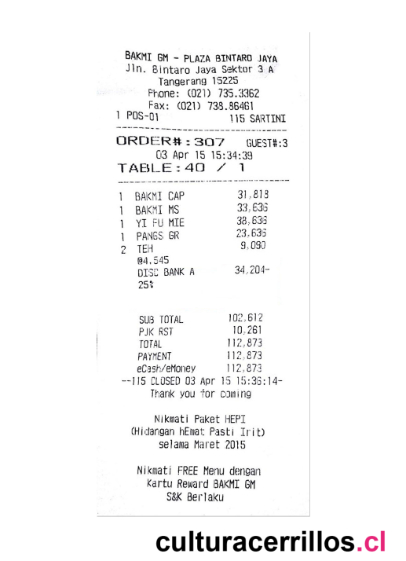 BAKMI GM - PLAZA BINTARO JAYA
Jln. Bintaro Jaya Sektor 3 A
Tangerang 15225
Phone: (021) 735.3362
Fax: (021) 738.86461
1 POS-01 115 SARTINI
ORDER#:307 GUEST#:3
03 Apr 15 15:34:39
TABLE:40 / 1
1 BAKMI CAP 31,818
1 BAKMI MS 33,636
1 YI FU MIE 38,636
1 PANGS GR 23,636
2 TEH 9,090
@4,545
DISC BANK A 34,204-
25%
SUB TOTAL 102,612
PJK RST 10,261
TOTAL 112,873
PAYMENT 112,873
eCash/eMoney 112,873
--115 CLOSED 03 Apr 15 15:36:14-
Thank you for coming
Nikmati Paket HEPI
(Hidangan hEmat Pasti Irit)
selama Maret 2015
Nikmati FREE Menu dengan
Kartu Reward BAKMI GM
S&K Berlaku
culturacerrillos.cl